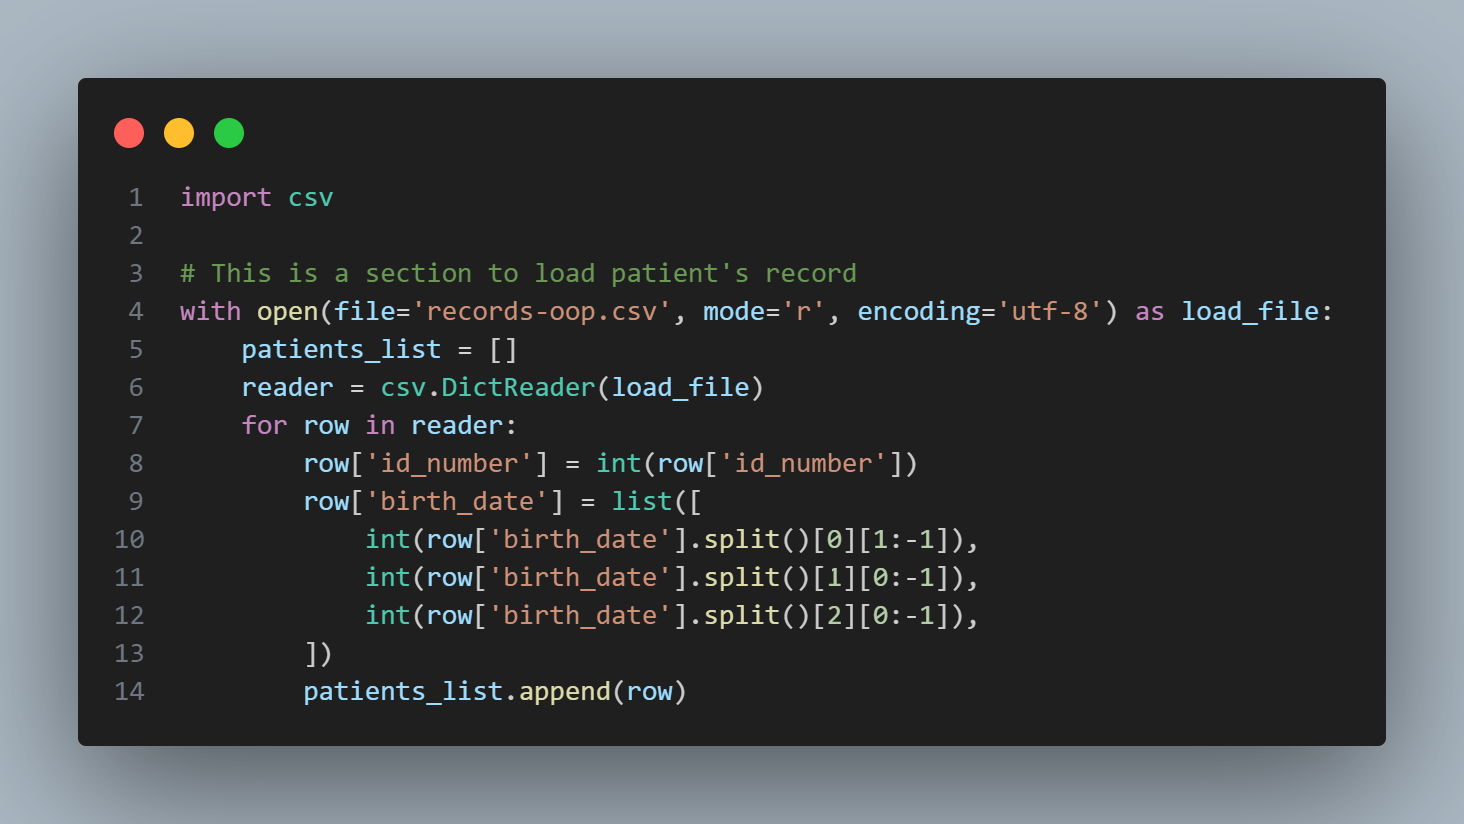 1 import csv
2
3 # This is a section to load patient's record
4 with open(file='records-oop.csv', mode='r', encoding='utf-8') as load_file:
5     patients_list = []
6     reader = csv.DictReader(load_file)
7     for row in reader:
8         row['id_number'] = int(row['id_number'])
9         row['birth_date'] = list([
10             int(row['birth_date'].split()[0][1:-1]),
11             int(row['birth_date'].split()[1][0:-1]),
12             int(row['birth_date'].split()[2][0:-1]),
13         ])
14         patients_list.append(row)